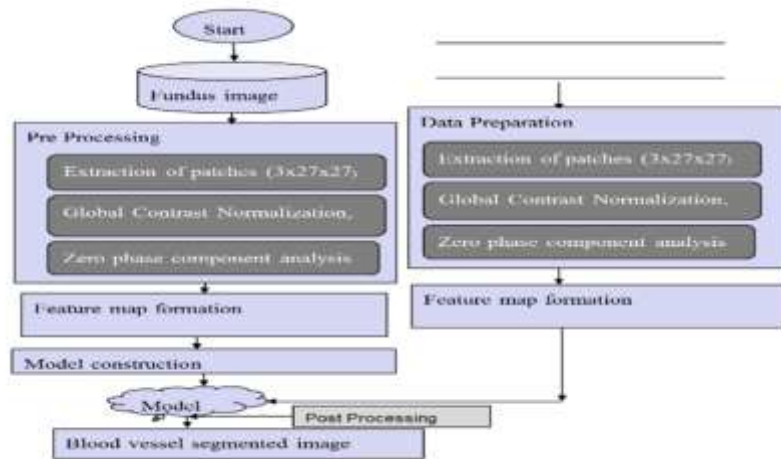 Start
Fundus image
Pre Processing
Extraction of patches (3x27x27)
Global Contrast Normalization,
Zero phase component analysis
Feature map formation
Model construction
Model
Post Processing
Blood vessel segmented image
Data Preparation
Extraction of patches (3x27x27)
Global Contrast Normalization,
Zero phase component analysis
Feature map formation